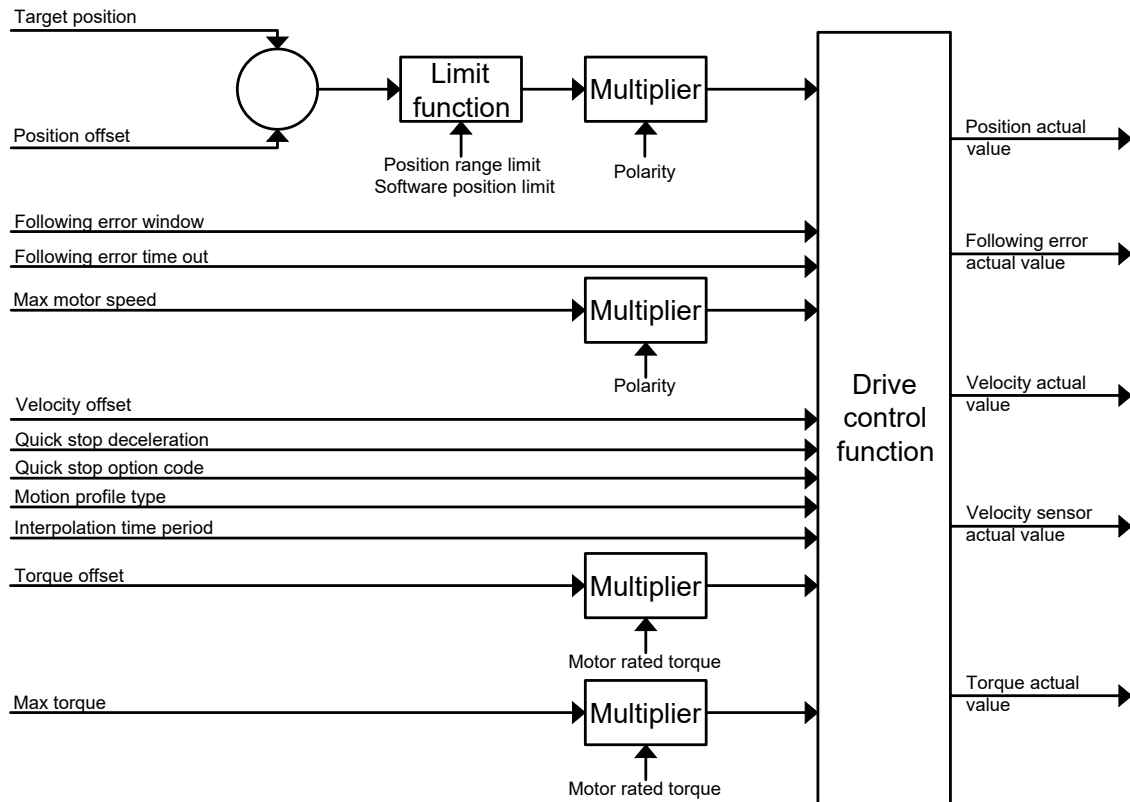 Target position
Limit
function
Multiplier
Position offset
Position range limit
Software position limit
Polarity
Position actual
value
Following error window
Following error time out
Following error
actual value
Max motor speed
Multiplier
Polarity
Drive
control
function
Velocity actual
value
Velocity offset
Quick stop deceleration
Quick stop option code
Motion profile type
Interpolation time period
Velocity sensor
actual value
Torque offset
Multiplier
Motor rated torque
Max torque
Multiplier
Motor rated torque
Torque actual
value